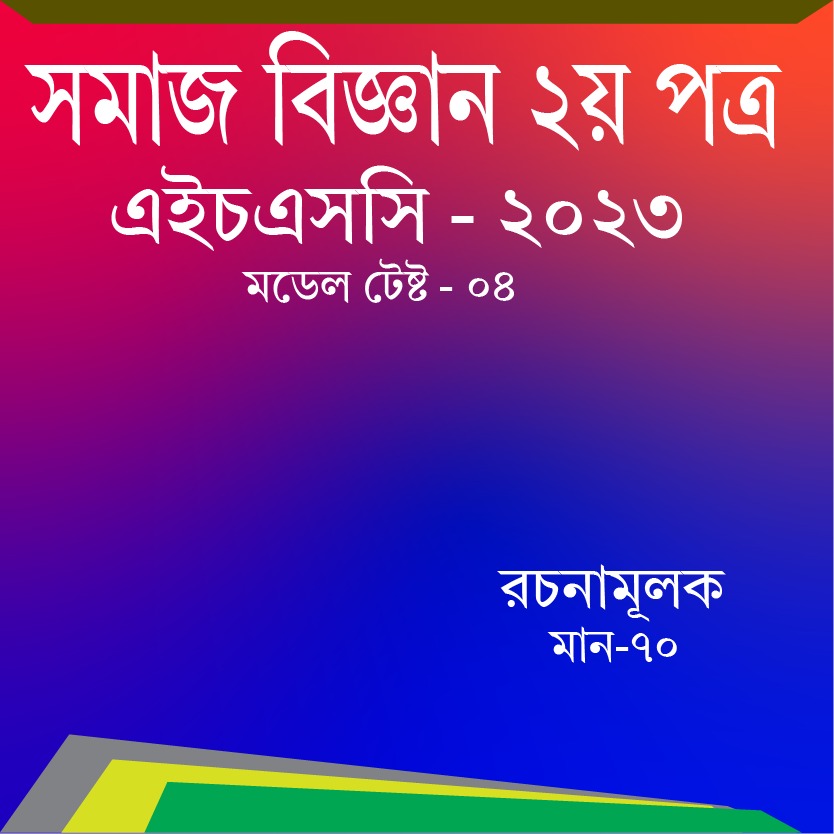 সমাজ বিজ্ঞান ২য় পত্র
এইচএসসি - ২০২৩
মডেল টেষ্ট - ০৪
রচনামূলক
মান-৭০